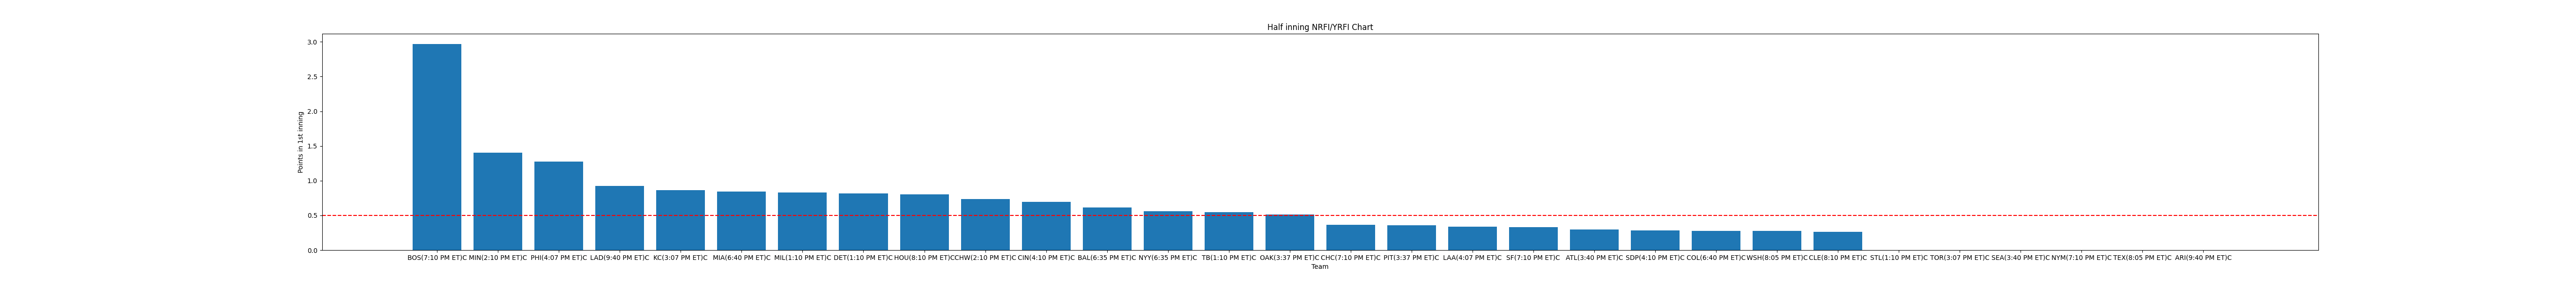 Half inning NRFI/YRFI Chart
3.0
2.5
2.0
1.5
1.0
0.5
0.0
Points in 1st inning
BOS(7:10 PM ET)C MIN(2:10 PM ET)C PHI(4:07 PM ET)C LAD(9:40 PM ET)C KC(3:07 PM ET)C MIA(6:40 PM ET)C MIL(1:10 PM ET)C DET(1:10 PM ET)C HOU(8:10 PM ET)C CHW(2:10 PM ET)C CIN(4:10 PM ET)C BAL(6:35 PM ET)C NYY(6:35 PM ET)C TB(1:10 PM ET)C OAK(3:37 PM ET)C CHC(7:10 PM ET)C PIT(3:37 PM ET)C LAA(4:07 PM ET)C SF(7:10 PM ET)C ATL(3:40 PM ET)C SDP(4:10 PM ET)C COL(6:40 PM ET)C WSH(8:05 PM ET)C CLE(8:10 PM ET)C STL(1:10 PM ET)C TOR(3:07 PM ET)C SEA(3:40 PM ET)C NYM(7:10 PM ET)C TEX(8:05 PM ET)C ARI(9:40 PM ET)C
Team